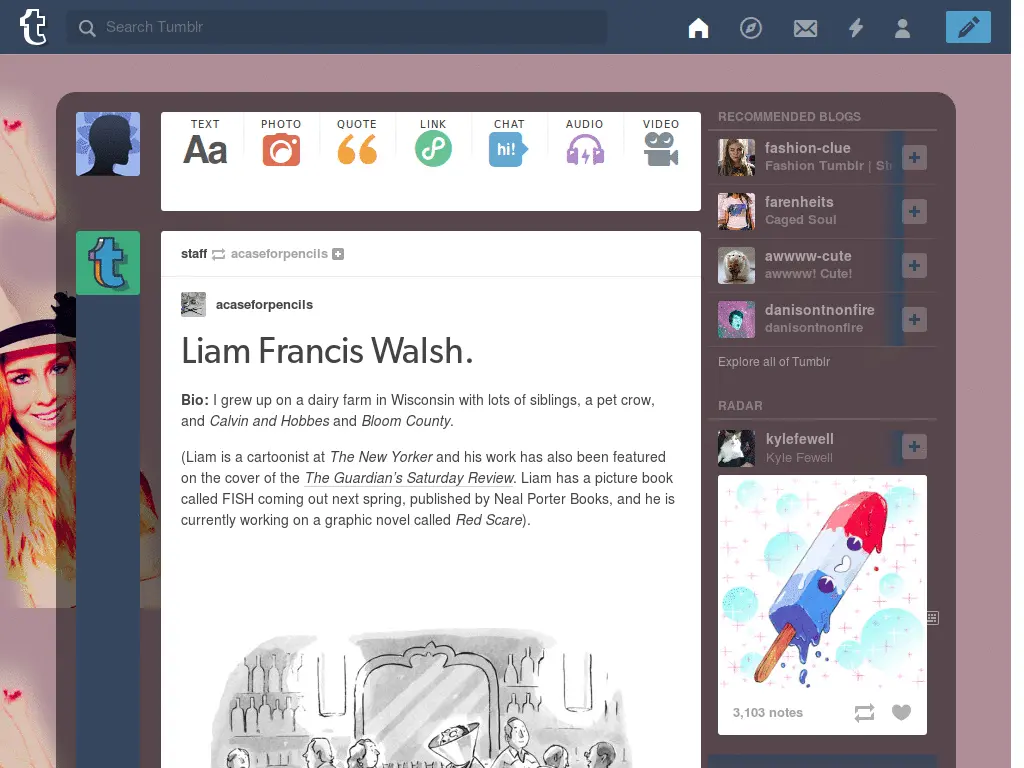 Search Tumblr
TEXT
PHOTO
QUOTE
LINK
CHAT
AUDIO
VIDEO
Aa
hi!
staff acaseforpencils
acaseforpencils
Liam Francis Walsh.
Bio: I grew up on a dairy farm in Wisconsin with lots of siblings, a pet crow,
and Calvin and Hobbes and Bloom County.
(Liam is a cartoonist at The New Yorker and his work has also been featured
on the cover of the The Guardian’s Saturday Review. Liam has a picture book
called FISH coming out next spring, published by Neal Porter Books, and he is
currently working on a graphic novel called Red Scare).
RECOMMENDED BLOGS
fashion-clue
Fashion Tumblr |
farenheits
Caged Soul
awwww-cute
awwww! Cute!
danisontnonfire
danisontnonfire
Explore all of Tumblr
RADAR
kylefewell
Kyle Fewell
3,103 notes